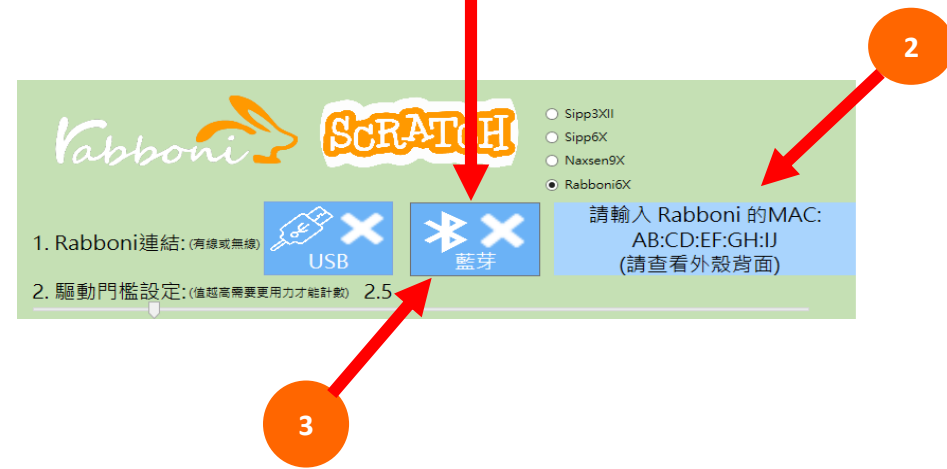 2
rabboni
SCRATCH
Sipp3XII
Sipp6X
Naxsen9X
Rabboni6X
1. Rabboni連結: (有線或無線)
USB
藍芽
請輸入 Rabboni 的MAC:
AB:CD:EF:GH:IJ
(請查看外殼背面)
2. 驅動門檻設定: (值越高需要更用力才能計數) 2.5
3